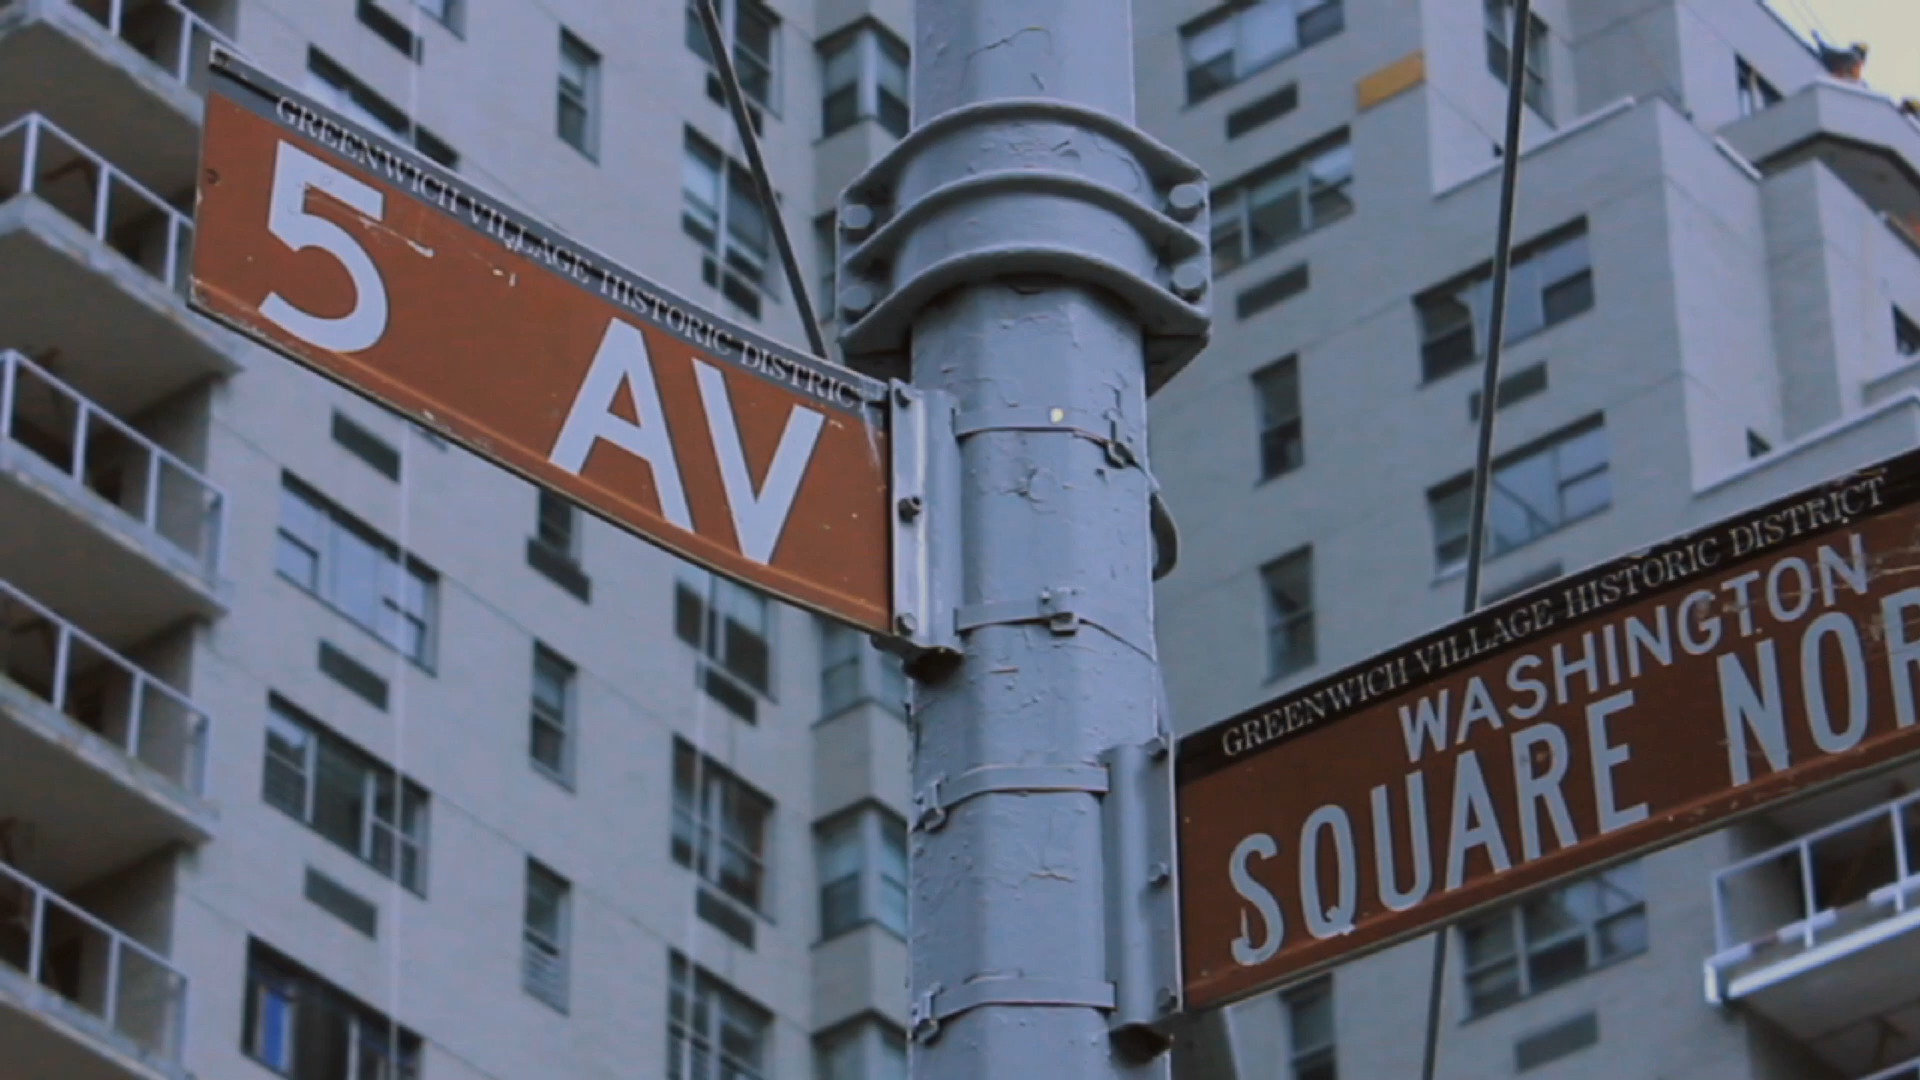 GREENWICH VILLAGE HISTORIC DISTRICT
5 AV
GREENWICH VILLAGE HISTORIC DISTRICT
WASHINGTON
SQUARE NOR